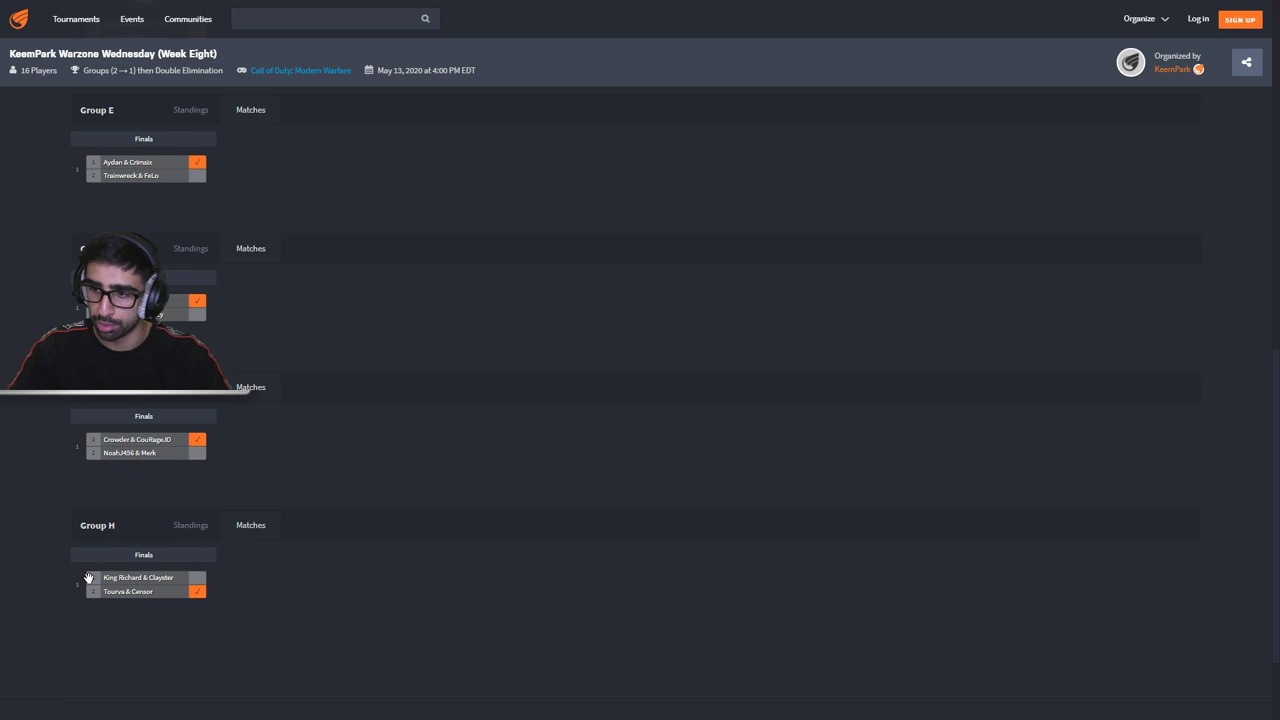 Tournaments Events Communities Organize Log in SIGN UP
KeemPark Warzone Wednesday (Week Eight)
16 Players Groups (2 → 1) then Double Elimination Call of Duty: Modern Warfare May 13, 2020 at 4:00 PM EDT
Organized by
KeemPark
Group E Standings Matches
Finals
1
1 Aydan & Crimsix ✓
2 Trainwreck & FeLo
Standings Matches
1
✓
Matches
Finals
1
1 Crowder & CouRageJD ✓
2 NoahJ456 & Merk
Group H Standings Matches
Finals
1
King Richard & Clayster
2 Tourva & Censor ✓